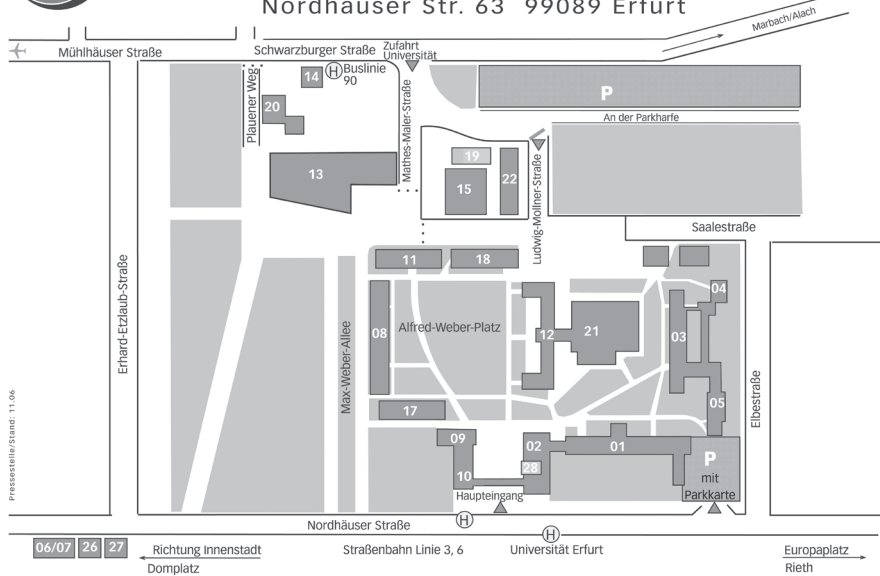 Nordhäuser Str. 63 99089 Erfurt
Marbach/Alach
Mühlhäuser Straße
Schwarzburger Straße
Zufahrt
Universität
H Buslinie
90
14
Plauener Weg
20
P
An der Parkharfe
Mathes-Maler-Straße
13
19
15
22
Ludwig-Mollner-Straße
Saalestraße
11
18
04
Erhard-Etzlaub-Straße
Max-Weber-Allee
08
Alfred-Weber-Platz
12
21
03
Elbestraße
17
05
09
02
01
28
10
P
mit
Parkkarte
Haupteingang
Pressestelle/Stand: 11.06
Nordhäuser Straße
H
H
06/07
26
27
Richtung Innenstadt
Domplatz
Straßenbahn Linie 3, 6
Universität Erfurt
Europaplatz
Rieth